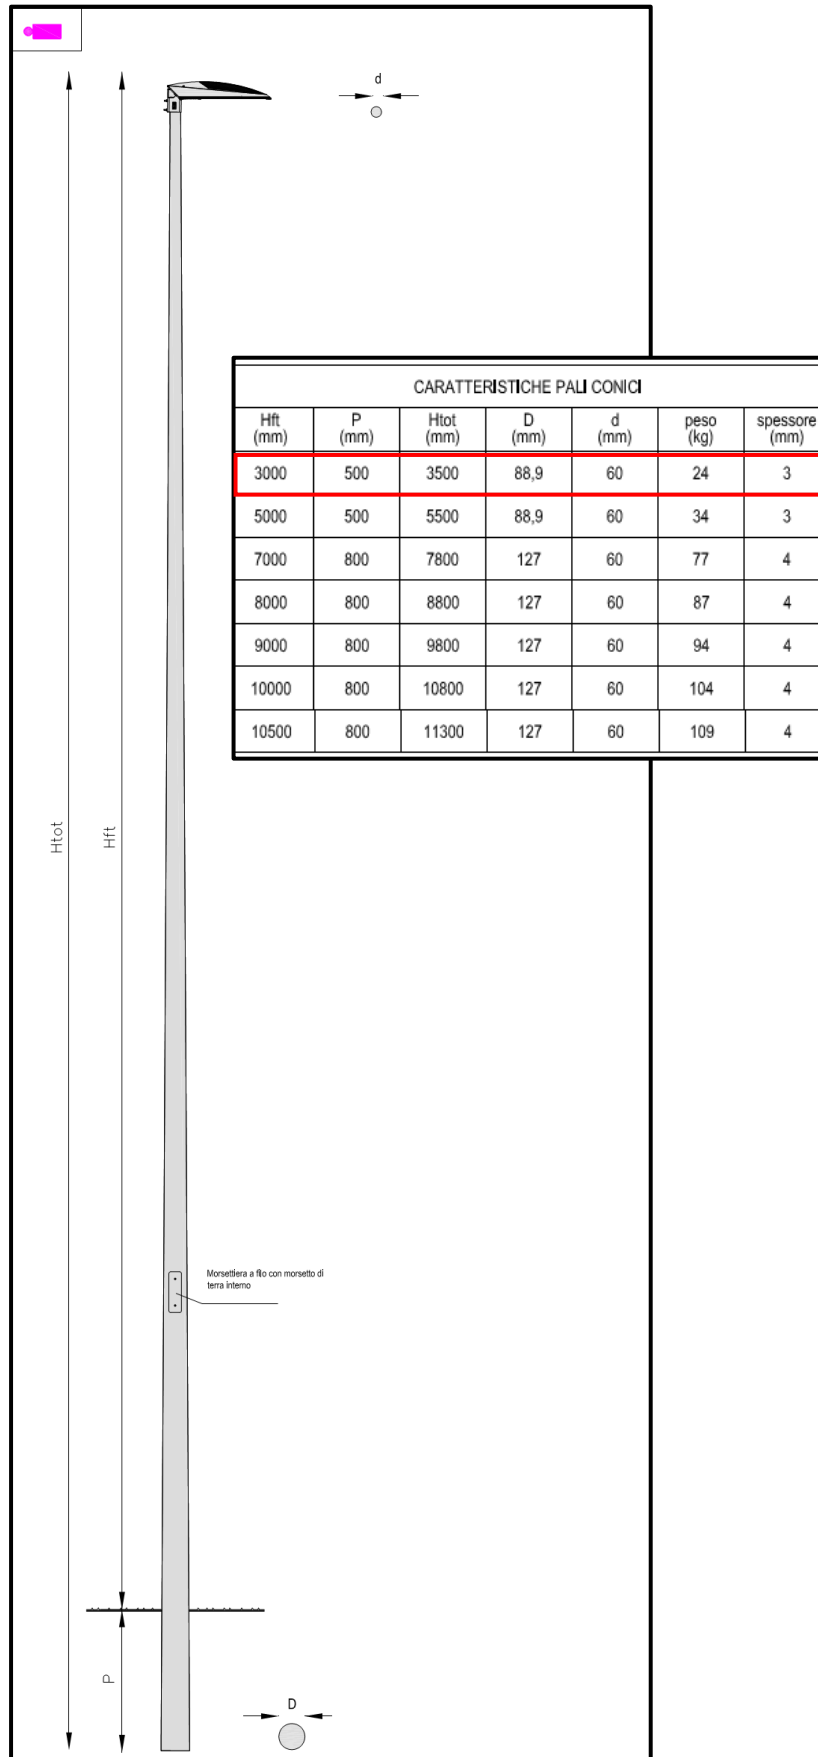 d
CARATTERISTICHE PALI CONICI
Hft (mm) P (mm) Htot (mm) D (mm) d (mm) peso (kg) spessore (mm)
3000 500 3500 88,9 60 24 3
5000 500 5500 88,9 60 34 3
7000 800 7800 127 60 77 4
8000 800 8800 127 60 87 4
9000 800 9800 127 60 94 4
10000 800 10800 127 60 104 4
10500 800 11300 127 60 109 4
Htot
Hft
Morsettiera a filo con morsetto di
terra interno
P
D